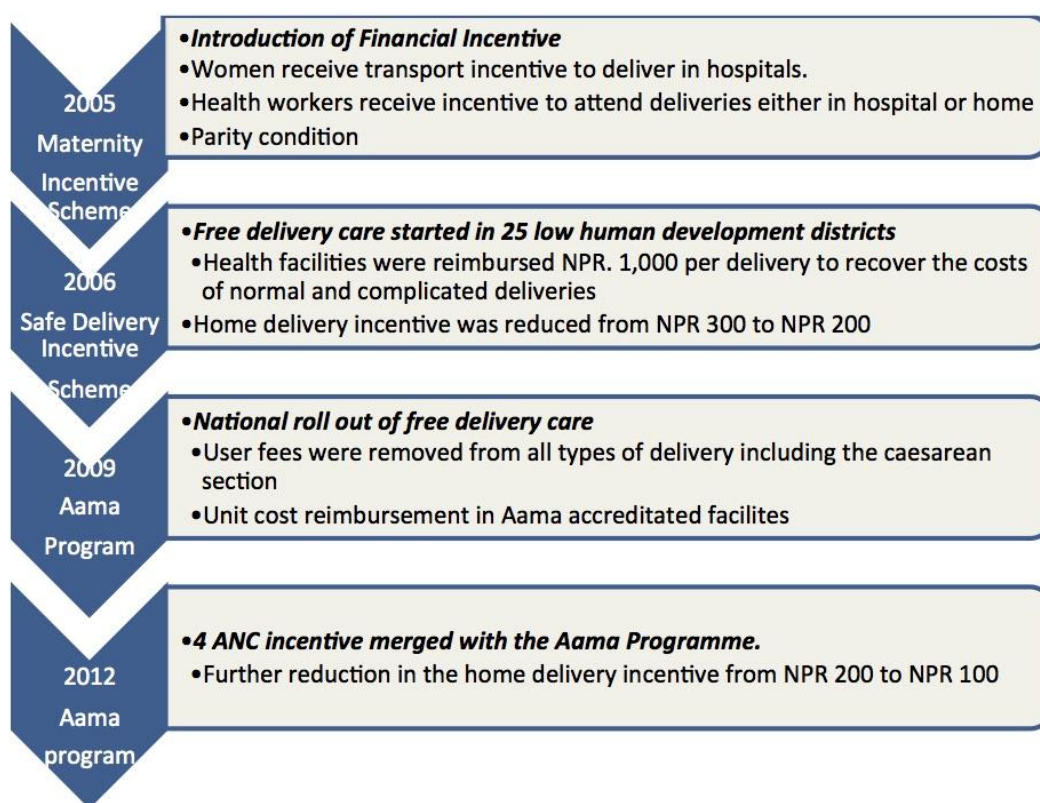 2005
Maternity
Incentive
Scheme
•Introduction of Financial Incentive
•Women receive transport incentive to deliver in hospitals.
•Health workers receive incentive to attend deliveries either in hospital or home
•Parity condition
2006
Safe Delivery
Incentive
Scheme
•Free delivery care started in 25 low human development districts
•Health facilities were reimbursed NPR. 1,000 per delivery to recover the costs
of normal and complicated deliveries
•Home delivery incentive was reduced from NPR 300 to NPR 200
2009
Aama
Program
•National roll out of free delivery care
•User fees were removed from all types of delivery including the caesarean
section
•Unit cost reimbursement in Aama accreditated facilites
2012
Aama
program
•4 ANC incentive merged with the Aama Programme.
•Further reduction in the home delivery incentive from NPR 200 to NPR 100